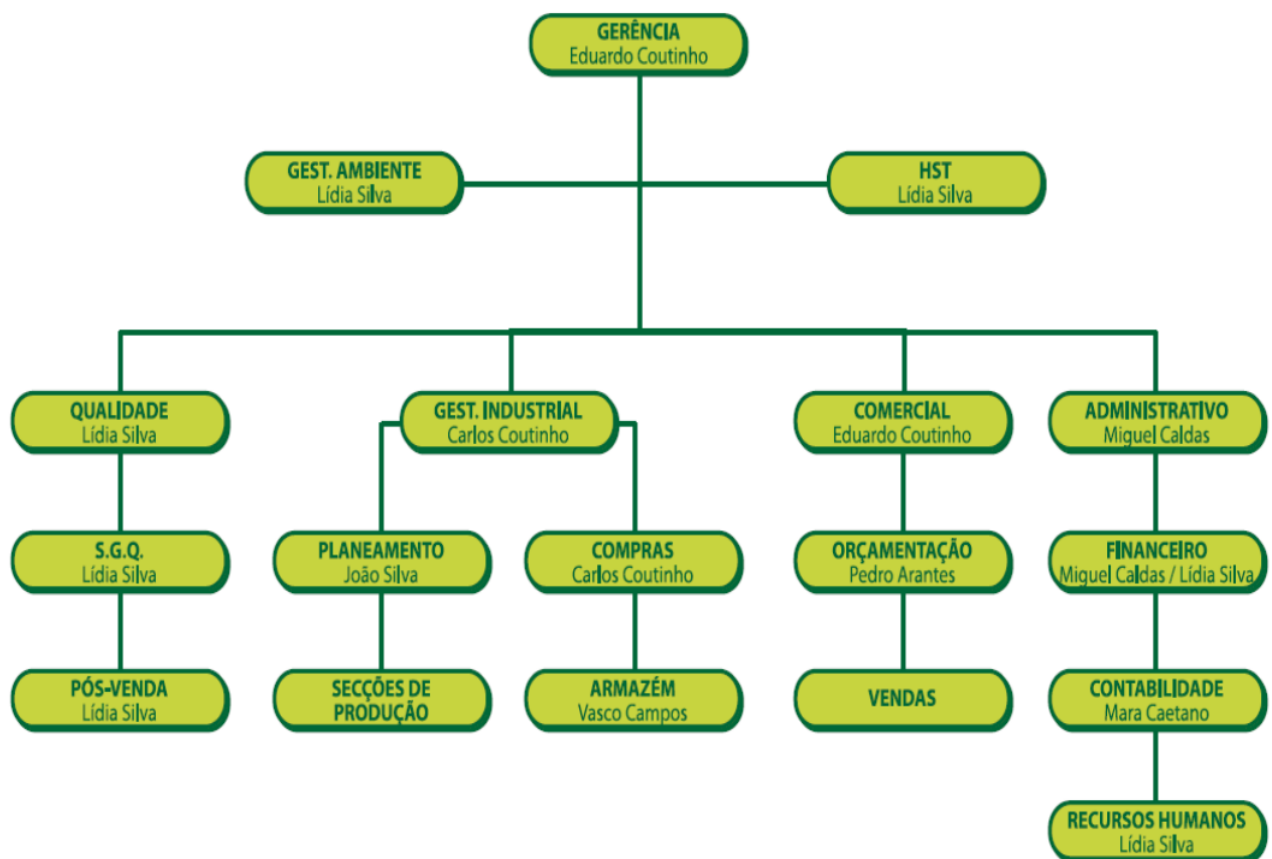 GERÊNCIA
Eduardo Coutinho
GEST. AMBIENTE
Lídia Silva
HST
Lídia Silva
QUALIDADE
Lídia Silva
GEST. INDUSTRIAL
Carlos Coutinho
COMERCIAL
Eduardo Coutinho
ADMINISTRATIVO
Miguel Caldas
S.G.Q.
Lídia Silva
PLANEAMENTO
João Silva
COMPRAS
Carlos Coutinho
ORÇAMENTAÇÃO
Pedro Arantes
FINANCEIRO
Miguel Caldas / Lídia Silva
PÓS-VENDA
Lídia Silva
SECÇÕES DE
PRODUÇÃO
ARMAZÉM
Vasco Campos
VENDAS
CONTABILIDADE
Mara Caetano
RECURSOS HUMANOS
Lídia Silva